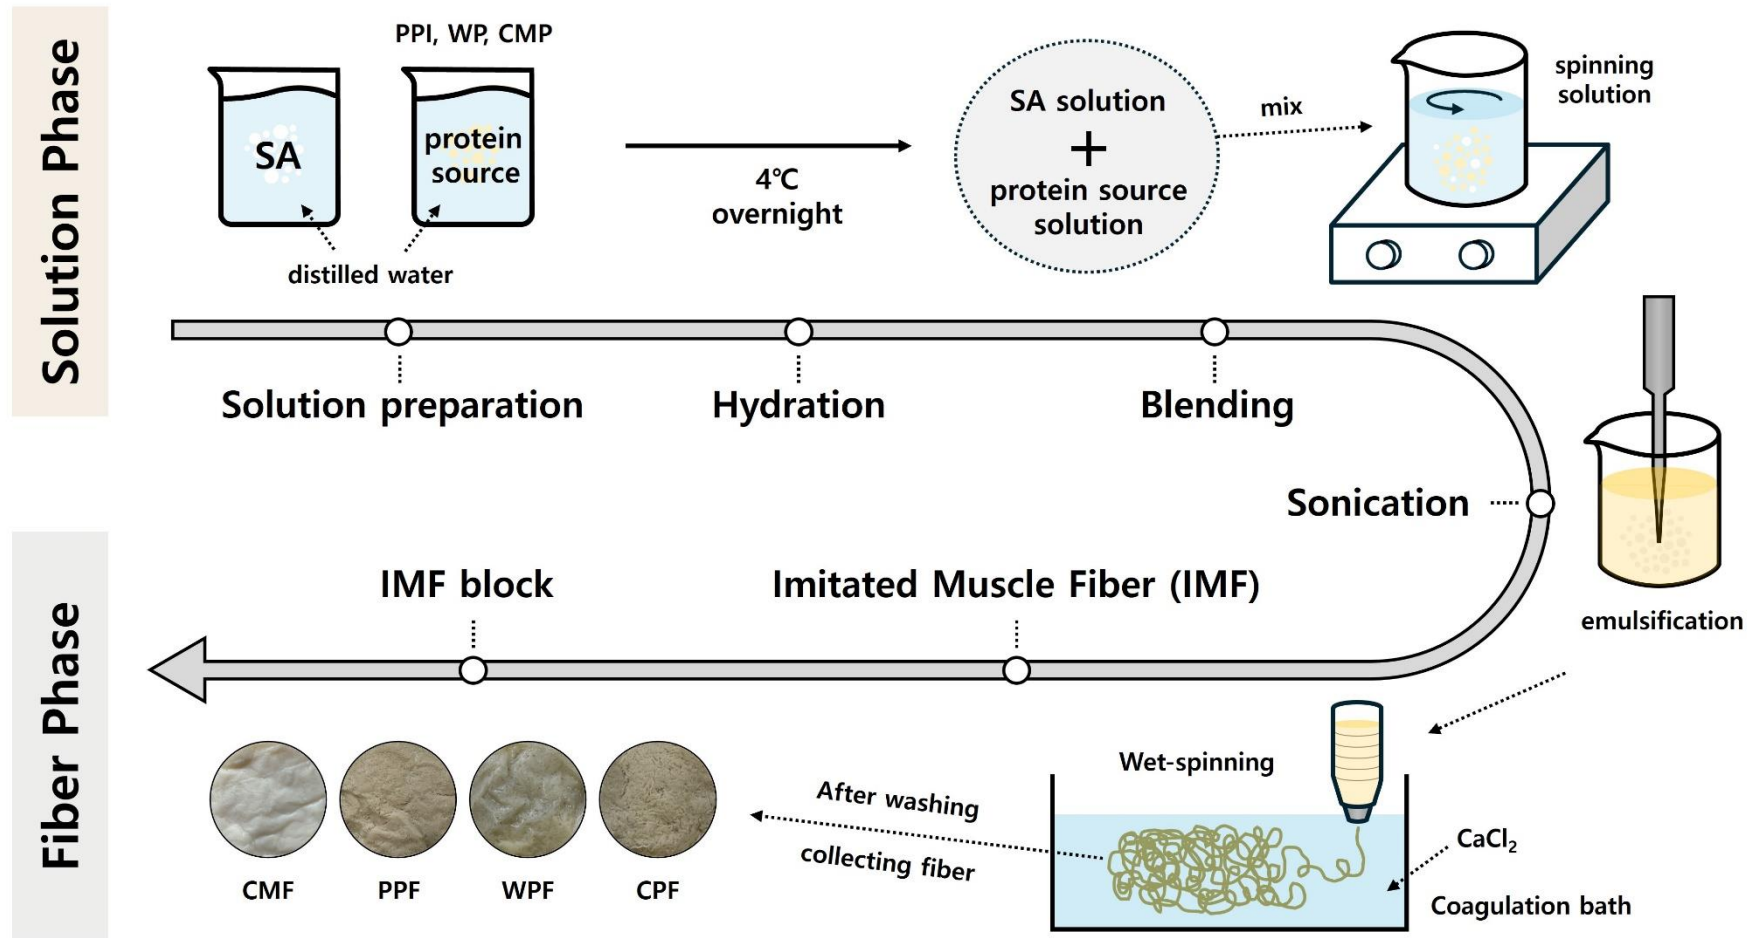 Solution Phase
PPI, WP, CMP
SA
protein
source
distilled water
4℃
overnight
SA solution
+
protein source
solution
mix
spinning
solution
Solution preparation
Hydration
Blending
Sonication
emulsification
Fiber Phase
IMF block
Imitated Muscle Fiber (IMF)
Wet-spinning
CaCl₂
Coagulation bath
After washing
collecting fiber
CMF
PPF
WPF
CPF